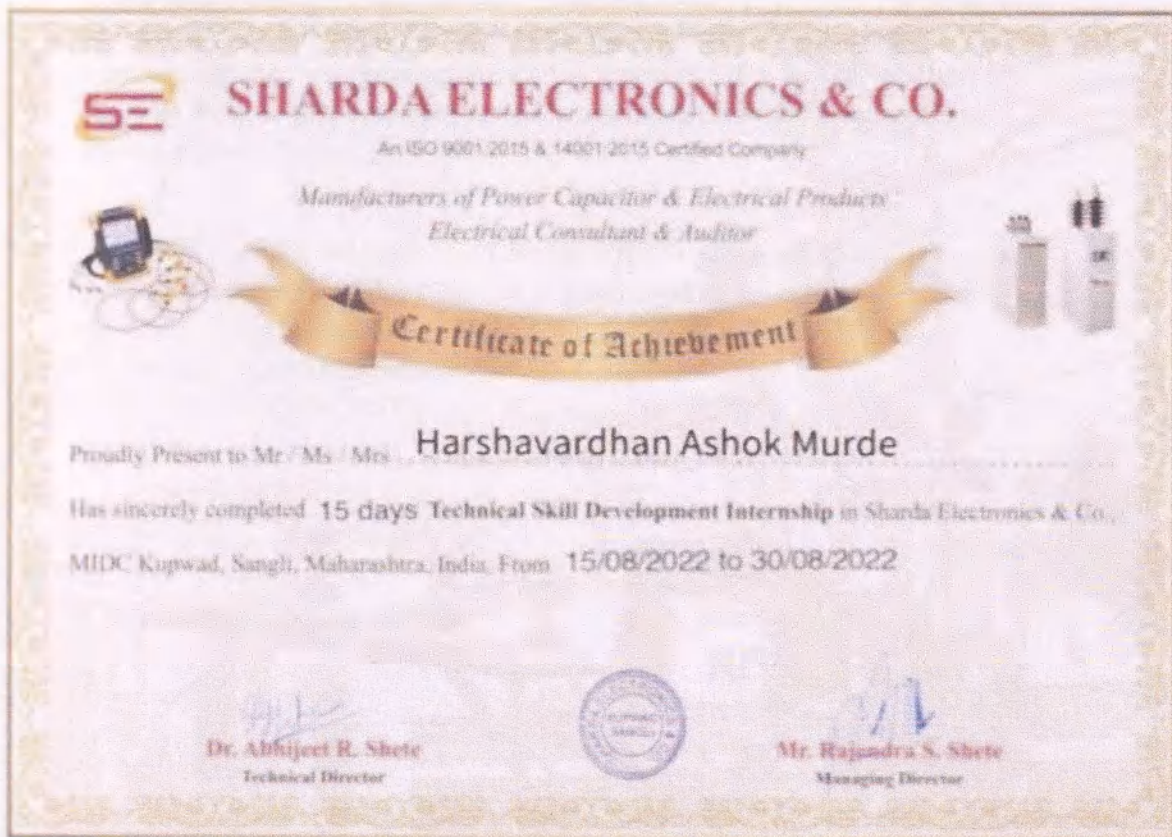 SE
SHARDA ELECTRONICS & CO.
An ISO 9001:2015 & 14001:2015 Certified Company
Manufacturers of Power Capacitor & Electrical Products
Electrical Consultant & Auditor
Certificate of Achievement
Proudly Present to Mr / Ms / Mrs Harshavardhan Ashok Murde
Has sincerely completed 15 days Technical Skill Development Internship in Sharda Electronics & Co.,
MIDC Kupwad, Sangli, Maharashtra, India. From 15/08/2022 to 30/08/2022
Dr. Abhijeet R. Shete
Technical Director
Mr. Rajendra S. Shete
Managing Director